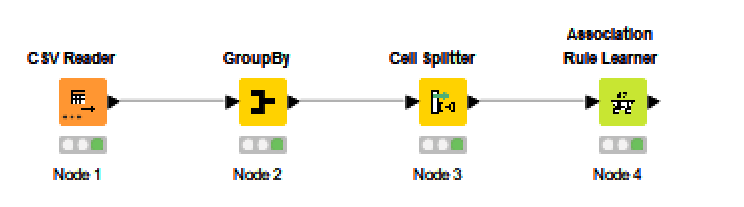 Association
CSV Reader
GroupBy
Cell Splitter
Rule Learner
Node 1
Node 2
Node 3
Node 4